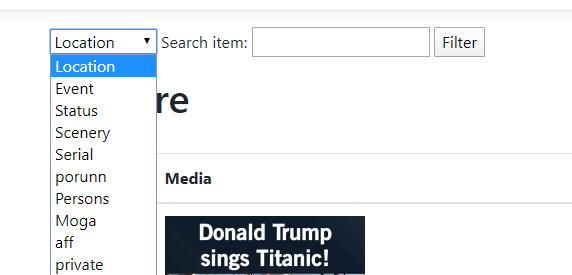 Location Search item: Filter
Location
Event
Status
Scenery
Serial
porunn
Persons
Moga
aff
private
re
Media
Donald Trump
sings Titanic!